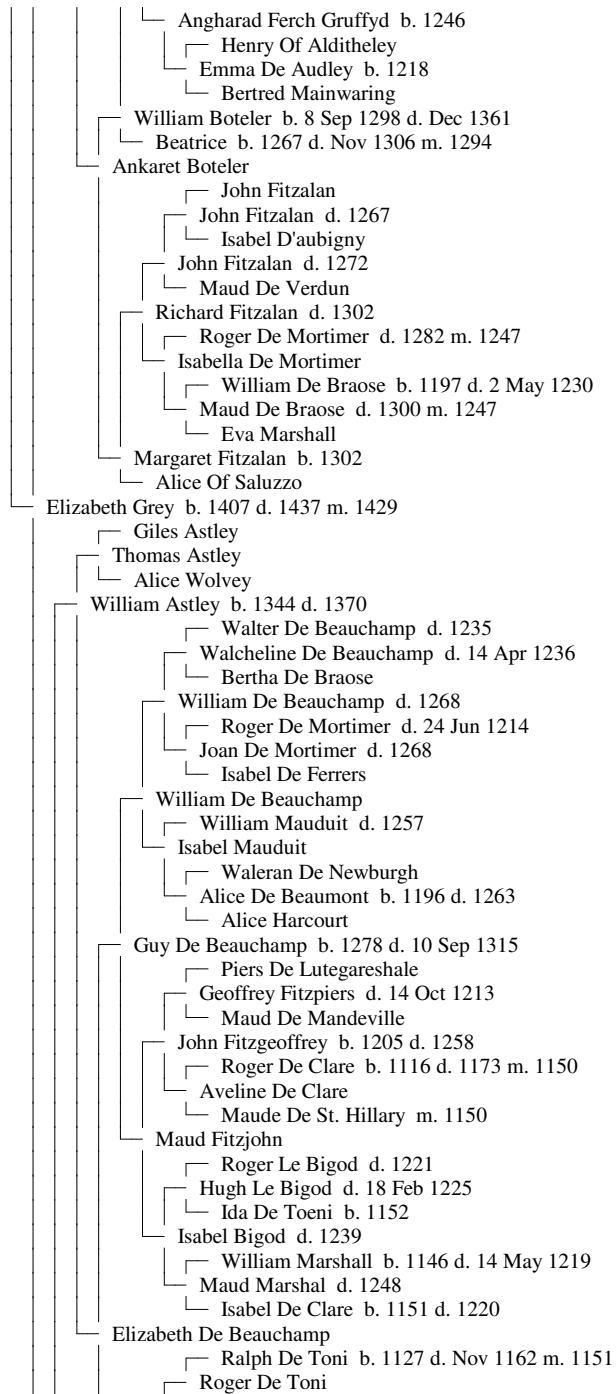 Angharad Ferch Gruffyd b. 1246
Henry Of Alditheley
Emma De Audley b. 1218
Bertred Mainwaring
William Boteler b. 8 Sep 1298 d. Dec 1361
Beatrice b. 1267 d. Nov 1306 m. 1294
Ankaret Boteler
John Fitzalan
John Fitzalan d. 1267
Isabel D'aubigny
John Fitzalan d. 1272
Maud De Verdun
Richard Fitzalan d. 1302
Roger De Mortimer d. 1282 m. 1247
Isabella De Mortimer
William De Braose b. 1197 d. 2 May 1230
Maud De Braose d. 1300 m. 1247
Eva Marshall
Margaret Fitzalan b. 1302
Alice Of Saluzzo
Elizabeth Grey b. 1407 d. 1437 m. 1429
Giles Astley
Thomas Astley
Alice Wolvey
William Astley b. 1344 d. 1370
Walter De Beauchamp d. 1235
Walcheline De Beauchamp d. 14 Apr 1236
Bertha De Braose
William De Beauchamp d. 1268
Roger De Mortimer d. 24 Jun 1214
Joan De Mortimer d. 1268
Isabel De Ferrers
William De Beauchamp
William Mauduit d. 1257
Isabel Mauduit
Waleran De Newburgh
Alice De Beaumont b. 1196 d. 1263
Alice Harcourt
Guy De Beauchamp b. 1278 d. 10 Sep 1315
Piers De Lutegareshale
Geoffrey Fitzpiers d. 14 Oct 1213
Maud De Mandeville
John Fitzgeoffrey b. 1205 d. 1258
Roger De Clare b. 1116 d. 1173 m. 1150
Aveline De Clare
Maude De St. Hillary m. 1150
Maud Fitzjohn
Roger Le Bigod d. 1221
Hugh Le Bigod d. 18 Feb 1225
Ida De Toeni b. 1152
Isabel Bigod d. 1239
William Marshall b. 1146 d. 14 May 1219
Maud Marshal d. 1248
Isabel De Clare b. 1151 d. 1220
Elizabeth De Beauchamp
Ralph De Toni b. 1127 d. Nov 1162 m. 1151
Roger De Toni